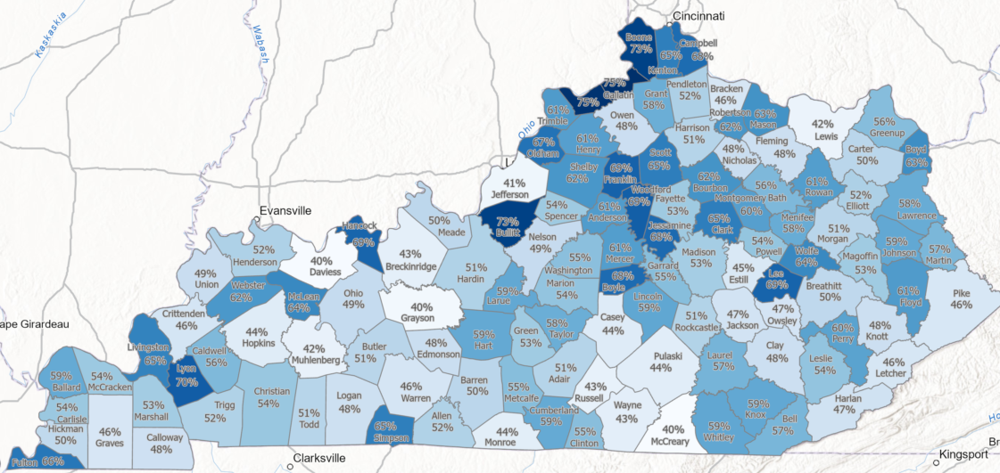 Cincinnati
Kaskaskia
Wabash
Boone
73%
Campbell
68%
65%
Kenton
75%
Gallatin
75%
Grant
58%
Pendleton
52%
Bracken
46%
Robertson
62%
63%
Mason
42%
Lewis
56%
Greenup
61%
Trimble
Owen
48%
Harrison
51%
Ohio
67%
Oldham
61%
Henry
Scott
65%
48%
Nicholas
Fleming
48%
Carter
50%
Boyd
63%
L
41%
Jefferson
Shelby
62%
69%
Franklin
62%
Bourbon
56%
Montgomery Bath
60%
61%
Rowan
52%
Elliott
58%
Lawrence
Evansville
54%
Spencer
61%
Anderson
Woodford
69%
Fayette
53%
65%
Clark
Menifee
58%
51%
Morgan
59%
Johnson
57%
Martin
Hancock
69%
50%
Meade
73%
Bullitt
Nelson
49%
Jessamine
68%
52%
Henderson
40%
Daviess
43%
Breckinridge
55%
Washington
61%
Mercer
Garrard
55%
Madison
53%
54%
Powell
Wolfe
64%
Magoffin
53%
49%
Union
Webster
62%
McLean
64%
Ohio
49%
51%
Hardin
Marion
54%
68%
Boyle
45%
Estill
Lee
69%
Breathitt
50%
61%
Floyd
Pike
46%
59%
Larue
Lincoln
59%
40%
Grayson
Crittenden
46%
ape Girardeau
44%
Hopkins
42%
Muhlenberg
Butler
51%
48%
Edmonson
59%
Hart
Green
53%
58%
Taylor
Casey
44%
51%
Rockcastle
47%
Jackson
47%
Owsley
60%
Perry
48%
Knott
Livingston
65%
Lyon
70%
Caldwell
56%
Clay
48%
Leslie
54%
46%
Letcher
59%
Ballard
54%
McCracken
Pulaski
44%
Laurel
57%
51%
Adair
Christian
54%
Logan
48%
46%
Warren
Barren
50%
55%
Metcalfe
43%
Russell
Harlan
47%
54%
Carlisle
53%
Marshall
Trigg
52%
51%
Todd
65%
Simpson
Allen
52%
Cumberland
59%
Wayne
43%
59%
Knox
Bell
57%
Hickman
50%
46%
Graves
Calloway
48%
44%
Monroe
55%
Clinton
40%
McCreary
59%
Whitley
Fulton 66%
Clarksville
Kingsport
Ho
Br